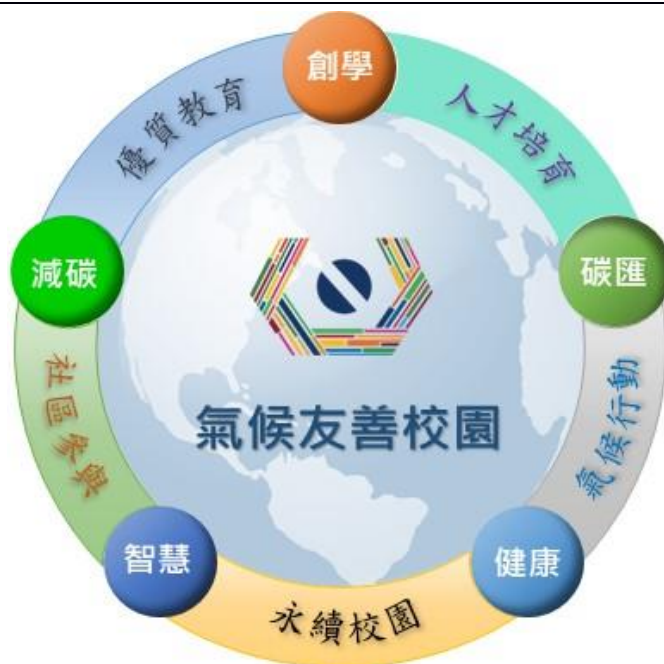 創學
優質教育
人才培育
減碳
碳匯
氣候友善校園
社區參與
氣候行動
智慧
健康
永續校園